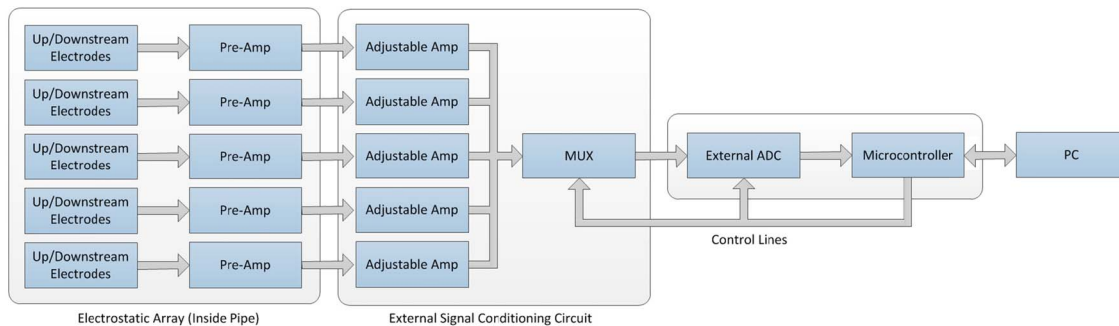 Up/Downstream
Electrodes
Pre-Amp
Adjustable Amp
Up/Downstream
Electrodes
Pre-Amp
Adjustable Amp
Up/Downstream
Electrodes
Pre-Amp
Adjustable Amp
MUX
External ADC
Microcontroller
PC
Up/Downstream
Electrodes
Pre-Amp
Adjustable Amp
Control Lines
Up/Downstream
Electrodes
Pre-Amp
Adjustable Amp
Electrostatic Array (Inside Pipe)
External Signal Conditioning Circuit